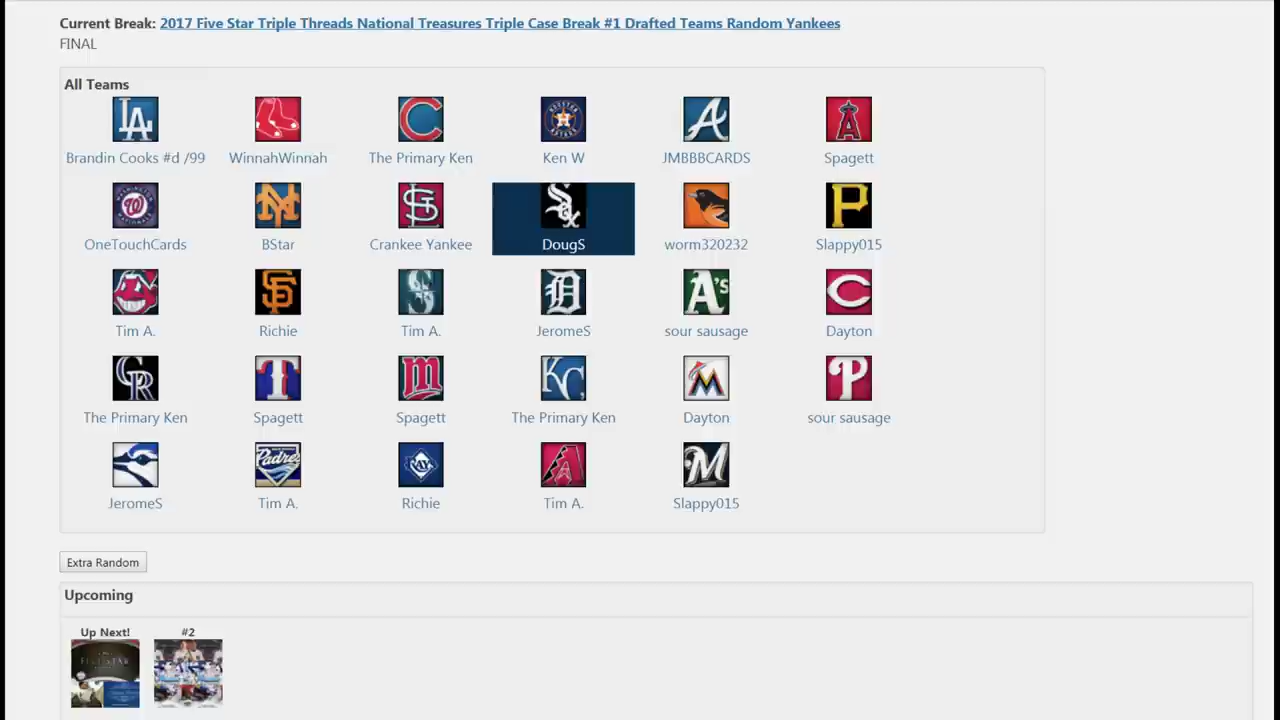 Current Break: 2017 Five Star Triple Threads National Treasures Triple Case Break #1 Drafted Teams Random Yankees
FINAL
All Teams
Brandin Cooks #d /99 WinnahWinnah The Primary Ken Ken W JMBBBCARDS Spagett
OneTouchCards BStar Crankee Yankee DougS worm320232 Slappy015
Tim A. Richie Tim A. JeromeS sour sausage Dayton
The Primary Ken Spagett Spagett The Primary Ken Dayton sour sausage
JeromeS Tim A. Richie Tim A. Slappy015
Extra Random
Upcoming
Up Next! #2
FIVE STAR